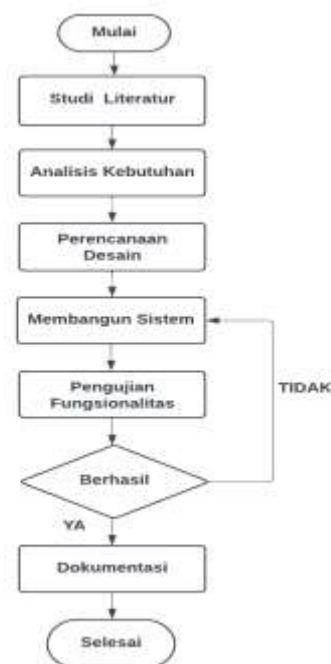 Mulai
Studi Literatur
Analisis Kebutuhan
Perencanaan
Desain
Membangun Sistem
Pengujian
Fungsionalitas
TIDAK
Berhasil
YA
Dokumentasi
Selesai